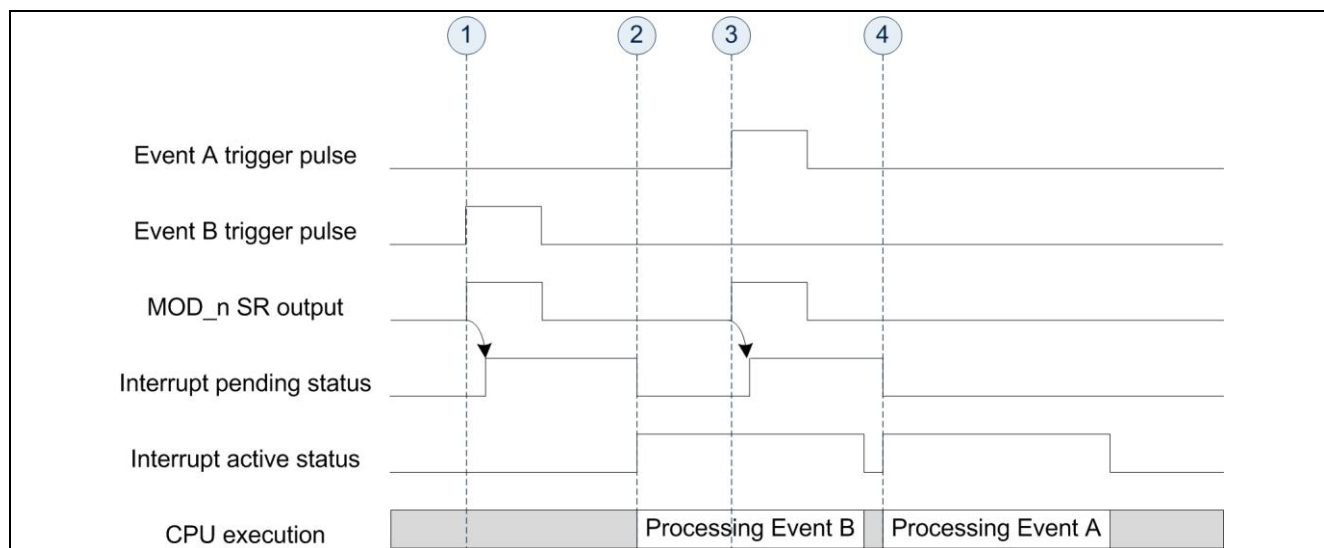 1 2 3 4
Event A trigger pulse
Event B trigger pulse
MOD_n SR output
Interrupt pending status
Interrupt active status
CPU execution Processing Event B Processing Event A